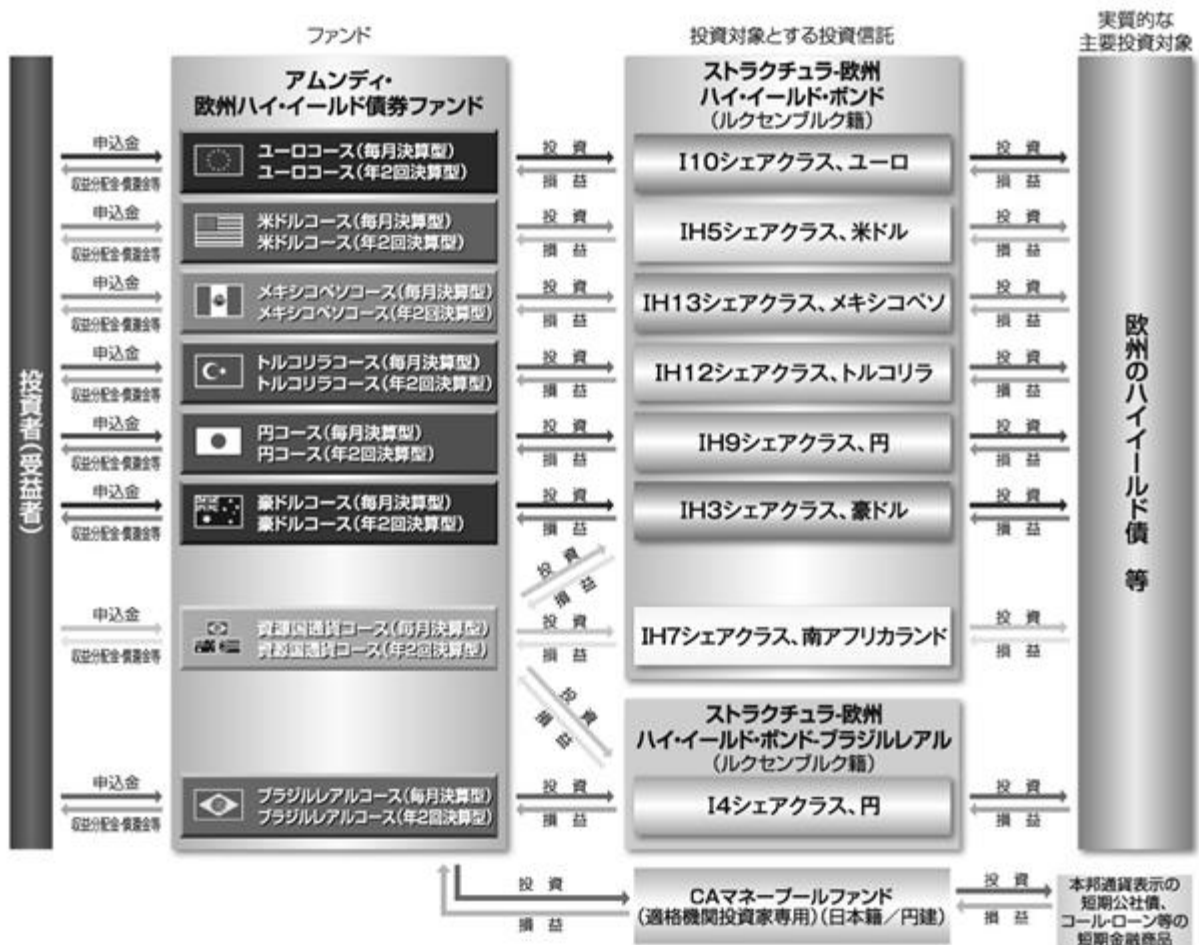 ファンド
投資対象とする投資信託
実質的な
主要投資対象
投資者(受益者)
アムンディ・
欧州ハイ・イールド債券ファンド
ストラクチュラ-欧州
ハイ・イールド・ボンド
(ルクセンブルク籍)
申込金
収益分配金・償還金等
ユーロコース(毎月決算型)
ユーロコース(年2回決算型)
投資
損益
I10シェアクラス、ユーロ
投資
損益
申込金
収益分配金・償還金等
米ドルコース(毎月決算型)
米ドルコース(年2回決算型)
投資
損益
IH5シェアクラス、米ドル
投資
損益
申込金
収益分配金・償還金等
メキシコペソコース(毎月決算型)
メキシコペソコース(年2回決算型)
投資
損益
IH13シェアクラス、メキシコペソ
投資
損益
申込金
収益分配金・償還金等
トルコリラコース(毎月決算型)
トルコリラコース(年2回決算型)
投資
損益
IH12シェアクラス、トルコリラ
投資
損益
申込金
収益分配金・償還金等
円コース(毎月決算型)
円コース(年2回決算型)
投資
損益
IH9シェアクラス、円
投資
損益
申込金
収益分配金・償還金等
豪ドルコース(毎月決算型)
豪ドルコース(年2回決算型)
投資
損益
IH3シェアクラス、豪ドル
投資
損益
投資
損益
申込金
収益分配金・償還金等
資源国通貨コース(毎月決算型)
資源国通貨コース(年2回決算型)
投資
損益
IH7シェアクラス、南アフリカランド
投資
損益
投資
損益
ストラクチュラ-欧州
ハイ・イールド・ボンド-ブラジルレアル
(ルクセンブルク籍)
申込金
収益分配金・償還金等
ブラジルレアルコース(毎月決算型)
ブラジルレアルコース(年2回決算型)
投資
損益
I4シェアクラス、円
投資
損益
欧州のハイイールド債 等
投資
損益
CAマネープールファンド
(適格機関投資家専用)(日本籍/円建)
投資
損益
本邦通貨表示の
短期公社債、
コール・ローン等の
短期金融商品